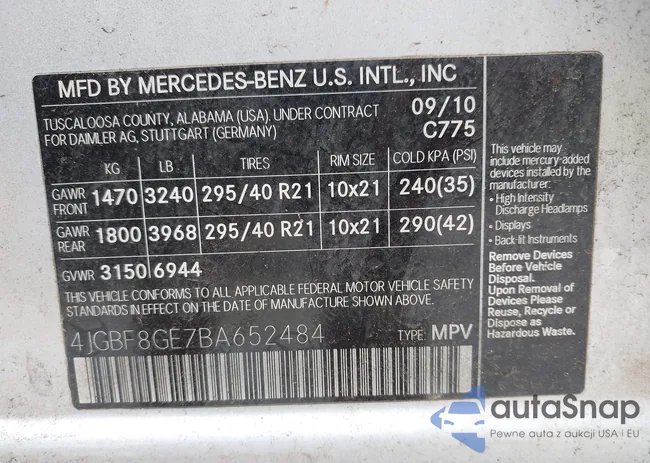 MFD BY MERCEDES-BENZ U.S. INTL., INC
TUSCALOOSA COUNTY, ALABAMA (USA), UNDER CONTRACT
FOR DAIMLER AG, STUTTGART (GERMANY)
09/10
C775
KG LB TIRES RIM SIZE COLD KPA (PSI)
GAWR FRONT 1470 3240 295/40 R21 10x21 240(35)
GAWR REAR 1800 3968 295/40 R21 10x21 290(42)
GVWR 3150 6944
THIS VEHICLE CONFORMS TO ALL APPLICABLE FEDERAL MOTOR VEHICLE SAFETY
STANDARDS IN EFFECT ON THE DATE OF MANUFACTURE SHOWN ABOVE.
4JGBF8GE7BA652484 TYPE: MPV
This vehicle may
include mercury-added
devices installed by the
manufacturer:
• High Intensity
Discharge Headlamps
• Displays
• Back-lit Instruments
Remove Devices
Before Vehicle
Disposal.
Upon Removal of
Devices Please
Reuse, Recycle or
Dispose as
Hazardous Waste.
autaSnap
Pewne auta z aukcji USA i EU